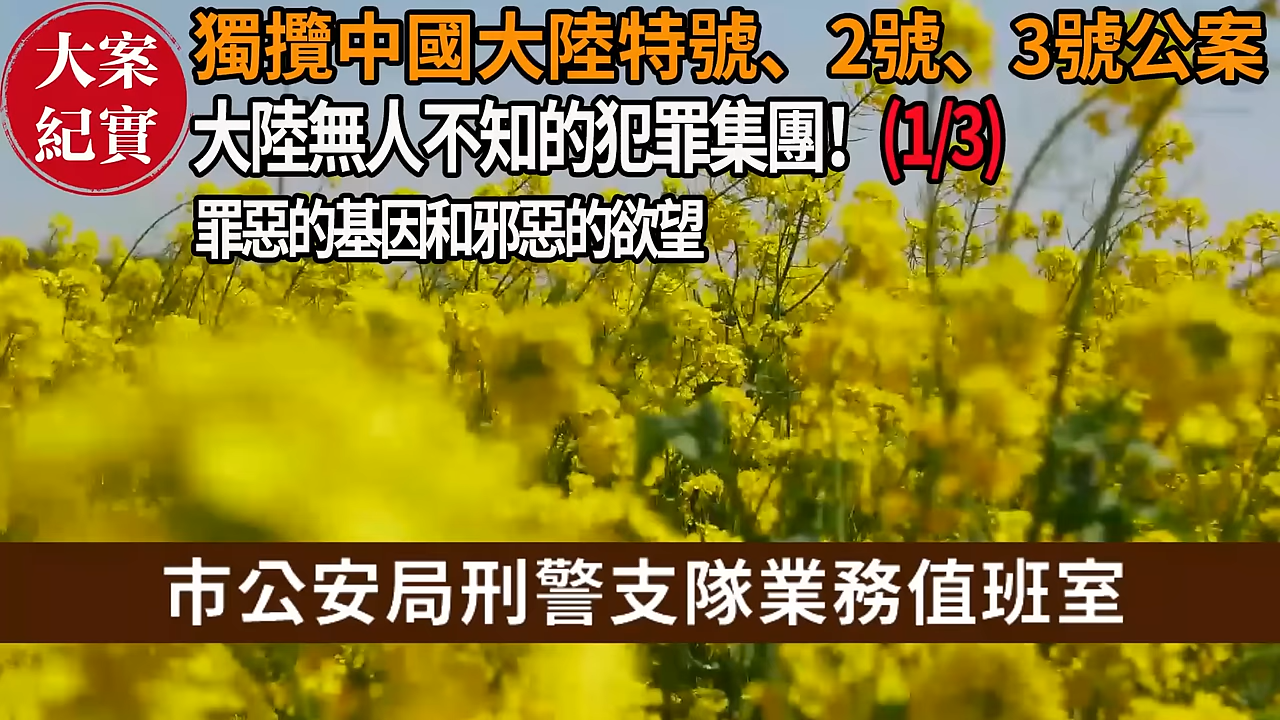 大案
紀實
獨攬中國大陸特號、2號、3號公案
大陸無人不知的犯罪集團！(1/3)
罪惡的基因和邪惡的欲望
市公安局刑警支隊業務值班室